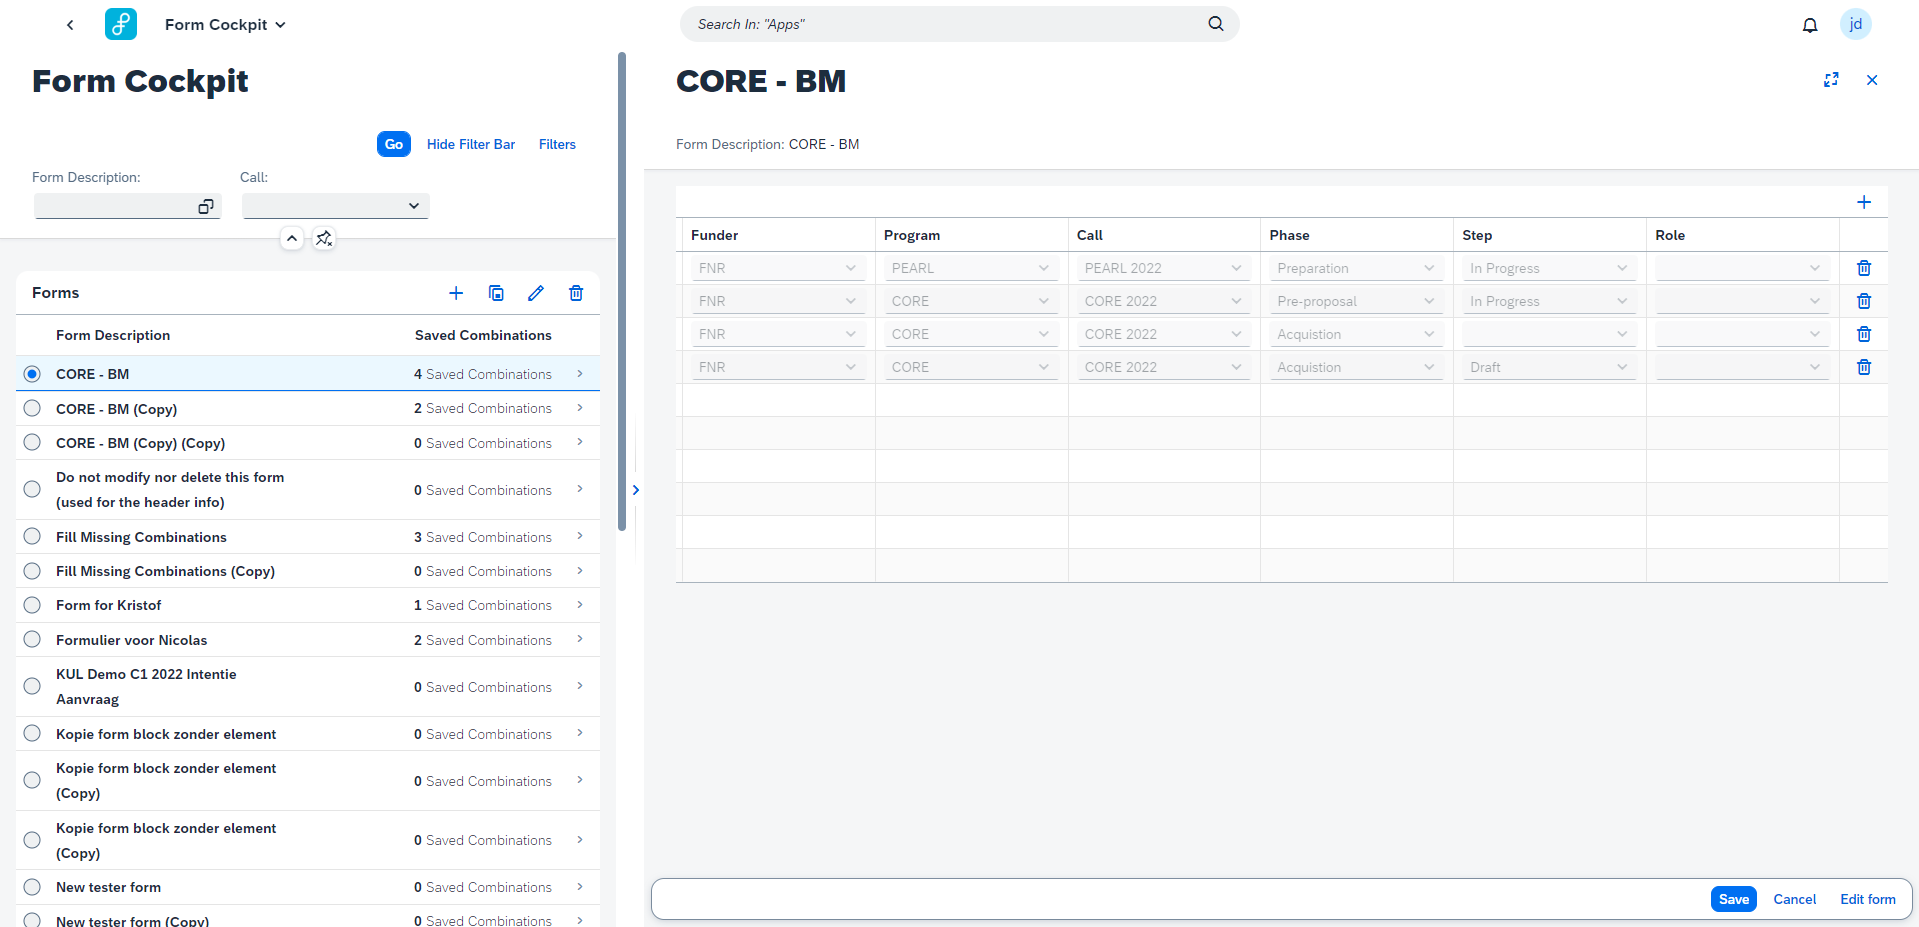 Form Cockpit
Search In: "Apps"
jd
Form Cockpit
Go
Hide Filter Bar
Filters
Form Description:
Call:
Forms
Form Description
Saved Combinations
CORE - BM
4 Saved Combinations
CORE - BM (Copy)
2 Saved Combinations
CORE - BM (Copy) (Copy)
0 Saved Combinations
Do not modify nor delete this form
(used for the header info)
0 Saved Combinations
Fill Missing Combinations
3 Saved Combinations
Fill Missing Combinations (Copy)
0 Saved Combinations
Form for Kristof
1 Saved Combinations
Formulier voor Nicolas
2 Saved Combinations
KUL Demo C1 2022 Intentie
Aanvraag
0 Saved Combinations
Kopie form block zonder element
0 Saved Combinations
Kopie form block zonder element
(Copy)
0 Saved Combinations
Kopie form block zonder element
(Copy)
0 Saved Combinations
New tester form
0 Saved Combinations
New tester form (Copy)
0 Saved Combinations
CORE - BM
Form Description: CORE - BM
Funder Program Call Phase Step Role
FNR PEARL PEARL 2022 Preparation In Progress
FNR CORE CORE 2022 Pre-proposal In Progress
FNR CORE CORE 2022 Acquistion
FNR CORE CORE 2022 Acquistion Draft
Save
Cancel
Edit form